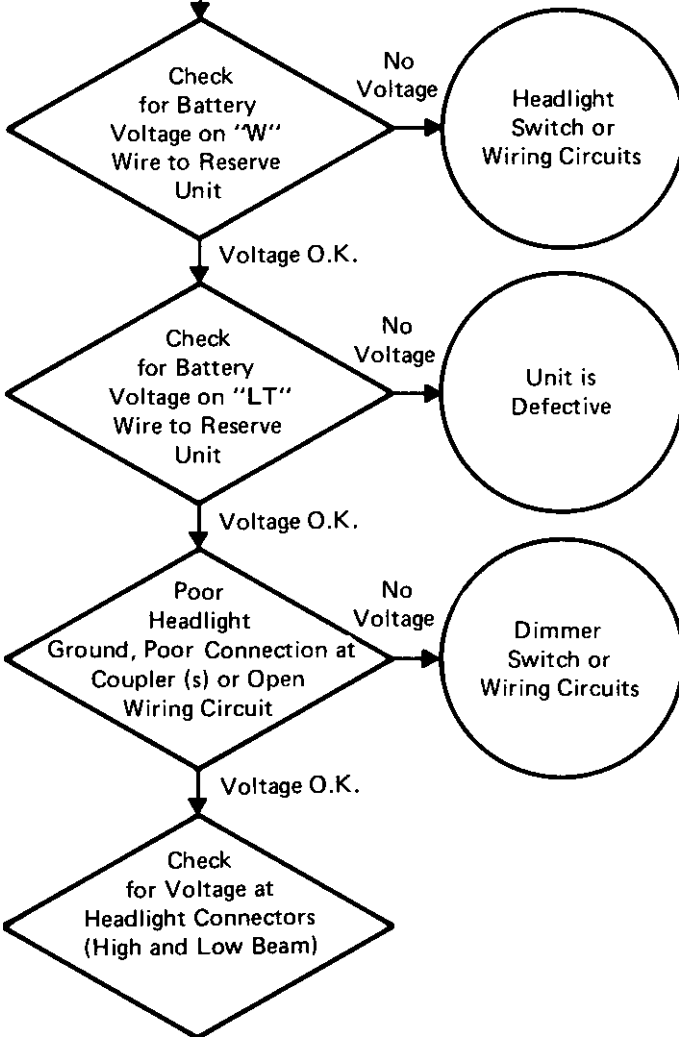 Check
for Battery
Voltage on "W"
Wire to Reserve
Unit
No
Voltage
Headlight
Switch or
Wiring Circuits
Voltage O.K.
Check
for Battery
Voltage on "LT"
Wire to Reserve
Unit
No
Voltage
Unit is
Defective
Voltage O.K.
Poor
Headlight
Ground, Poor Connection at
Coupler (s) or Open
Wiring Circuit
No
Voltage
Dimmer
Switch or
Wiring Circuits
Voltage O.K.
Check
for Voltage at
Headlight Connectors
(High and Low Beam)